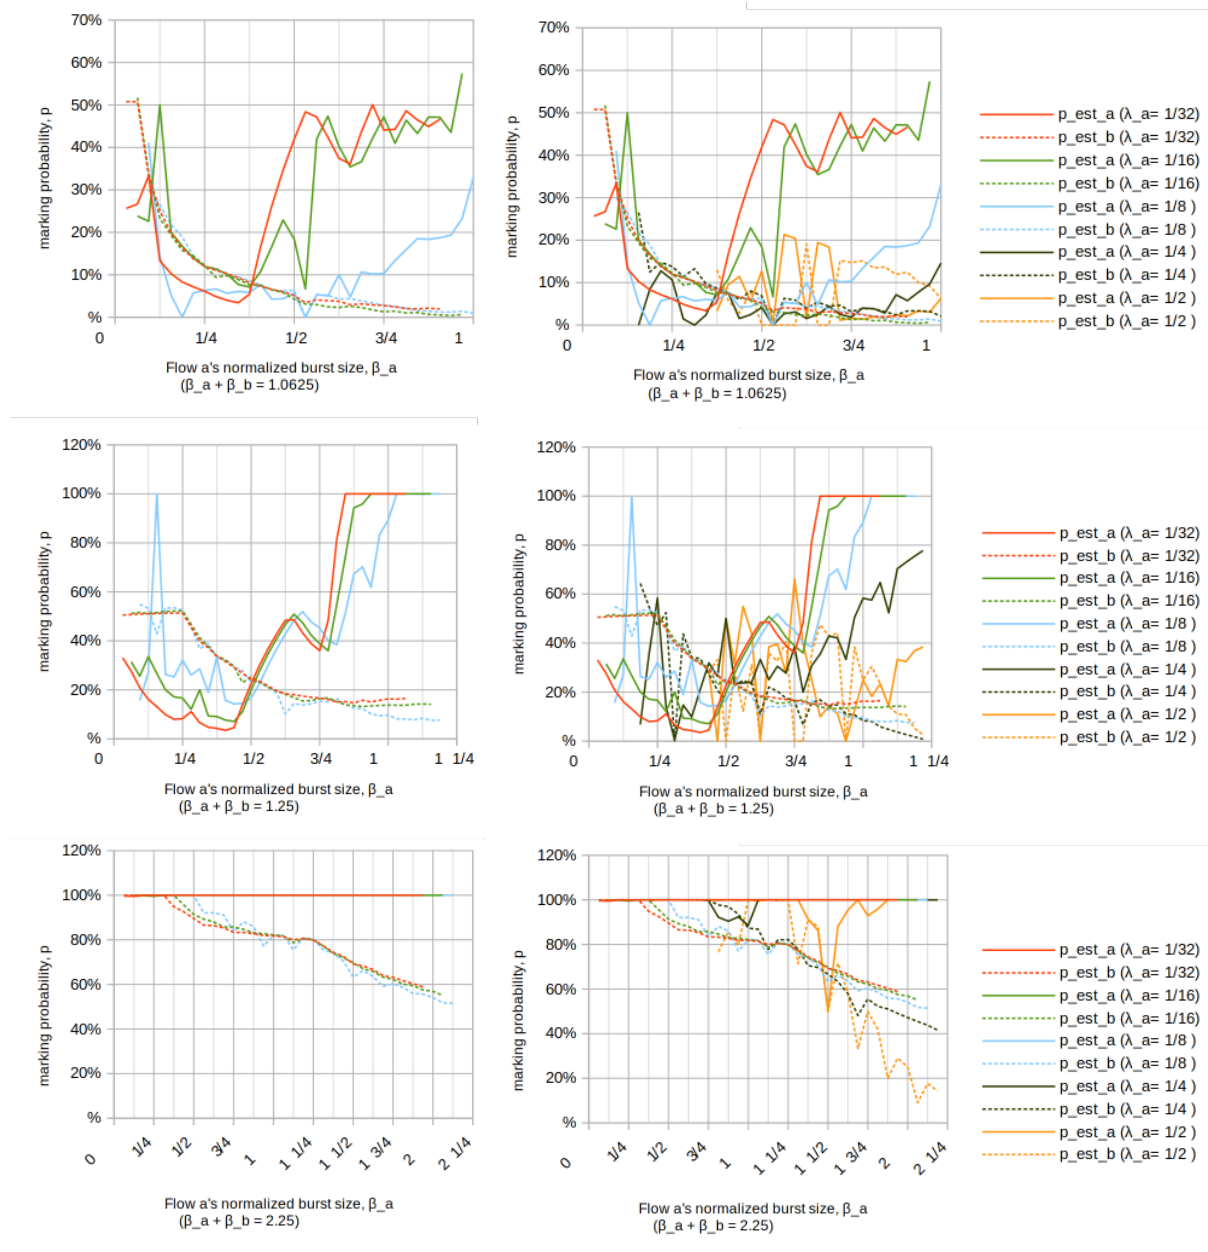 70%
60%
50%
40%
30%
20%
10%
%
marking probability, p
0 1/4 1/2 3/4 1
Flow a's normalized burst size, β_a
(β_a + β_b = 1.0625)
70%
60%
50%
40%
30%
20%
10%
%
marking probability, p
0 1/4 1/2 3/4 1
Flow a's normalized burst size, β_a
(β_a + β_b = 1.0625)
p_est_a (λ_a= 1/32)
p_est_b (λ_a= 1/32)
p_est_a (λ_a= 1/16)
p_est_b (λ_a= 1/16)
p_est_a (λ_a= 1/8 )
p_est_b (λ_a= 1/8 )
p_est_a (λ_a= 1/4 )
p_est_b (λ_a= 1/4 )
p_est_a (λ_a= 1/2 )
p_est_b (λ_a= 1/2 )
120%
100%
80%
60%
40%
20%
%
marking probability, p
0 1/4 1/2 3/4 1 1 1/4
Flow a's normalized burst size, β_a
(β_a + β_b = 1.25)
120%
100%
80%
60%
40%
20%
%
marking probability, p
0 1/4 1/2 3/4 1 1 1/4
Flow a's normalized burst size, β_a
(β_a + β_b = 1.25)
p_est_a (λ_a= 1/32)
p_est_b (λ_a= 1/32)
p_est_a (λ_a= 1/16)
p_est_b (λ_a= 1/16)
p_est_a (λ_a= 1/8 )
p_est_b (λ_a= 1/8 )
p_est_a (λ_a= 1/4 )
p_est_b (λ_a= 1/4 )
p_est_a (λ_a= 1/2 )
p_est_b (λ_a= 1/2 )
120%
100%
80%
60%
40%
20%
%
marking probability, p
0 1/4 1/2 3/4 1 1 1/4 1 1/2 1 3/4 2 2 1/4
Flow a's normalized burst size, β_a
(β_a + β_b = 2.25)
120%
100%
80%
60%
40%
20%
%
marking probability, p
0 1/4 1/2 3/4 1 1 1/4 1 1/2 1 3/4 2 2 1/4
Flow a's normalized burst size, β_a
(β_a + β_b = 2.25)
p_est_a (λ_a= 1/32)
p_est_b (λ_a= 1/32)
p_est_a (λ_a= 1/16)
p_est_b (λ_a= 1/16)
p_est_a (λ_a= 1/8 )
p_est_b (λ_a= 1/8 )
p_est_a (λ_a= 1/4 )
p_est_b (λ_a= 1/4 )
p_est_a (λ_a= 1/2 )
p_est_b (λ_a= 1/2 )